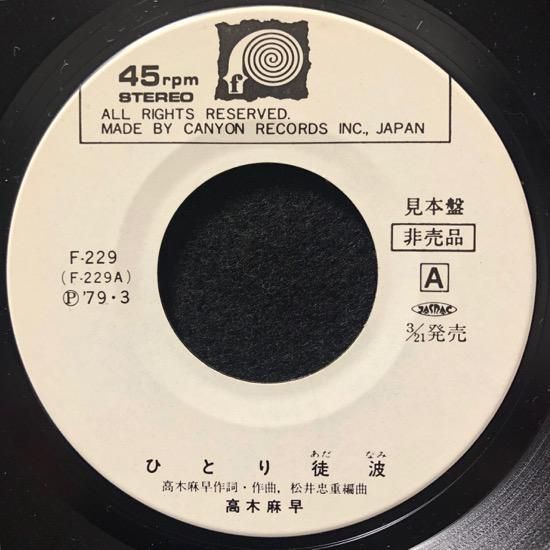 f
45rpm
STEREO
ALL RIGHTS RESERVED.
MADE BY CANYON RECORDS INC., JAPAN
見本盤
非売品
F-229
(F-229A)
Ⓟ'79・3
A
JASRAC
3/21発売
あだ なみ
ひとり徒波
高木麻早作詞・作曲，松井忠重編曲
高木麻早